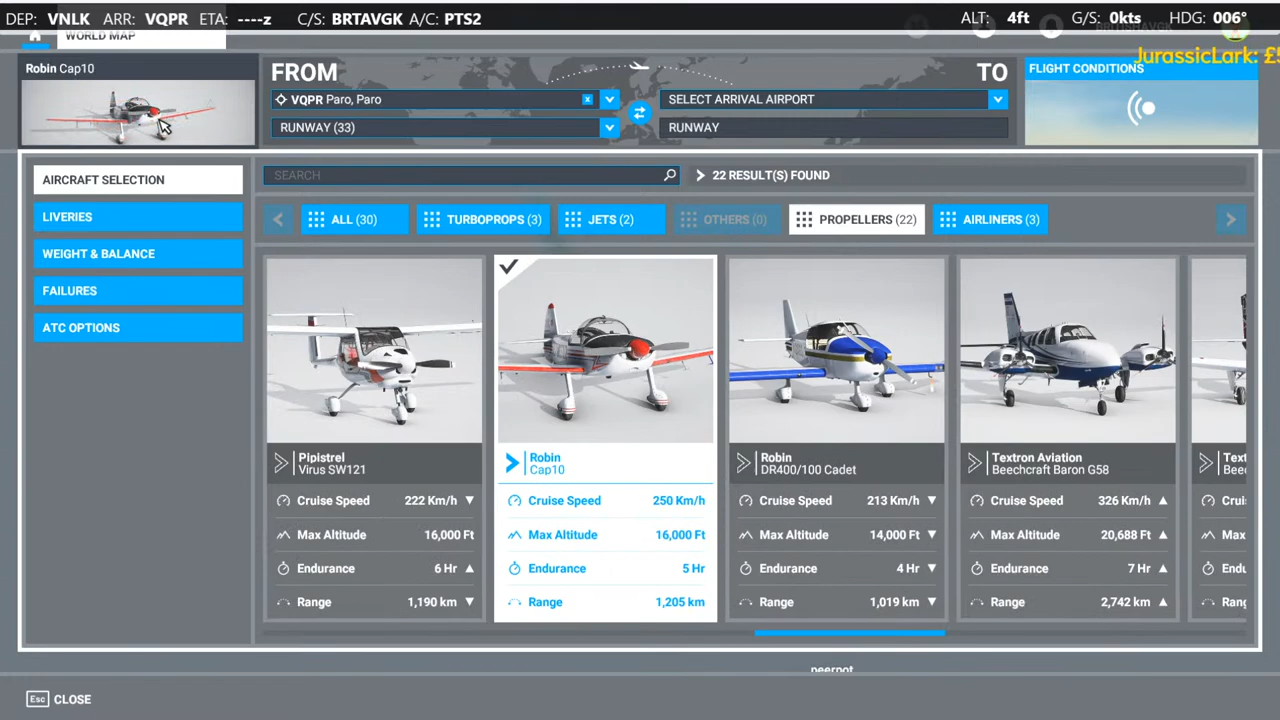 DEP: VNLK ARR: VQPR ETA: ----z C/S: BRTAVGK A/C: PTS2 ALT: 4ft G/S: 0kts HDG: 006°
WORLD MAP
BRITISHAVGK
JurassicLark: £5
Robin Cap10
FROM
TO
FLIGHT CONDITIONS
VQPR Paro, Paro
x
SELECT ARRIVAL AIRPORT
RUNWAY (33)
RUNWAY
AIRCRAFT SELECTION
LIVERIES
WEIGHT & BALANCE
FAILURES
ATC OPTIONS
SEARCH
22 RESULT(S) FOUND
ALL (30)
TURBOPROPS (3)
JETS (2)
OTHERS (0)
PROPELLERS (22)
AIRLINERS (3)
Pipistrel
Virus SW121
Cruise Speed 222 Km/h
Max Altitude 16,000 Ft
Endurance 6 Hr
Range 1,190 km
Robin
Cap10
Cruise Speed 250 Km/h
Max Altitude 16,000 Ft
Endurance 5 Hr
Range 1,205 km
Robin
DR400/100 Cadet
Cruise Speed 213 Km/h
Max Altitude 14,000 Ft
Endurance 4 Hr
Range 1,019 km
Textron Aviation
Beechcraft Baron G58
Cruise Speed 326 Km/h
Max Altitude 20,688 Ft
Endurance 7 Hr
Range 2,742 km
Text
Beec
Crui
Max
Endu
Rang
peerpot
Esc CLOSE